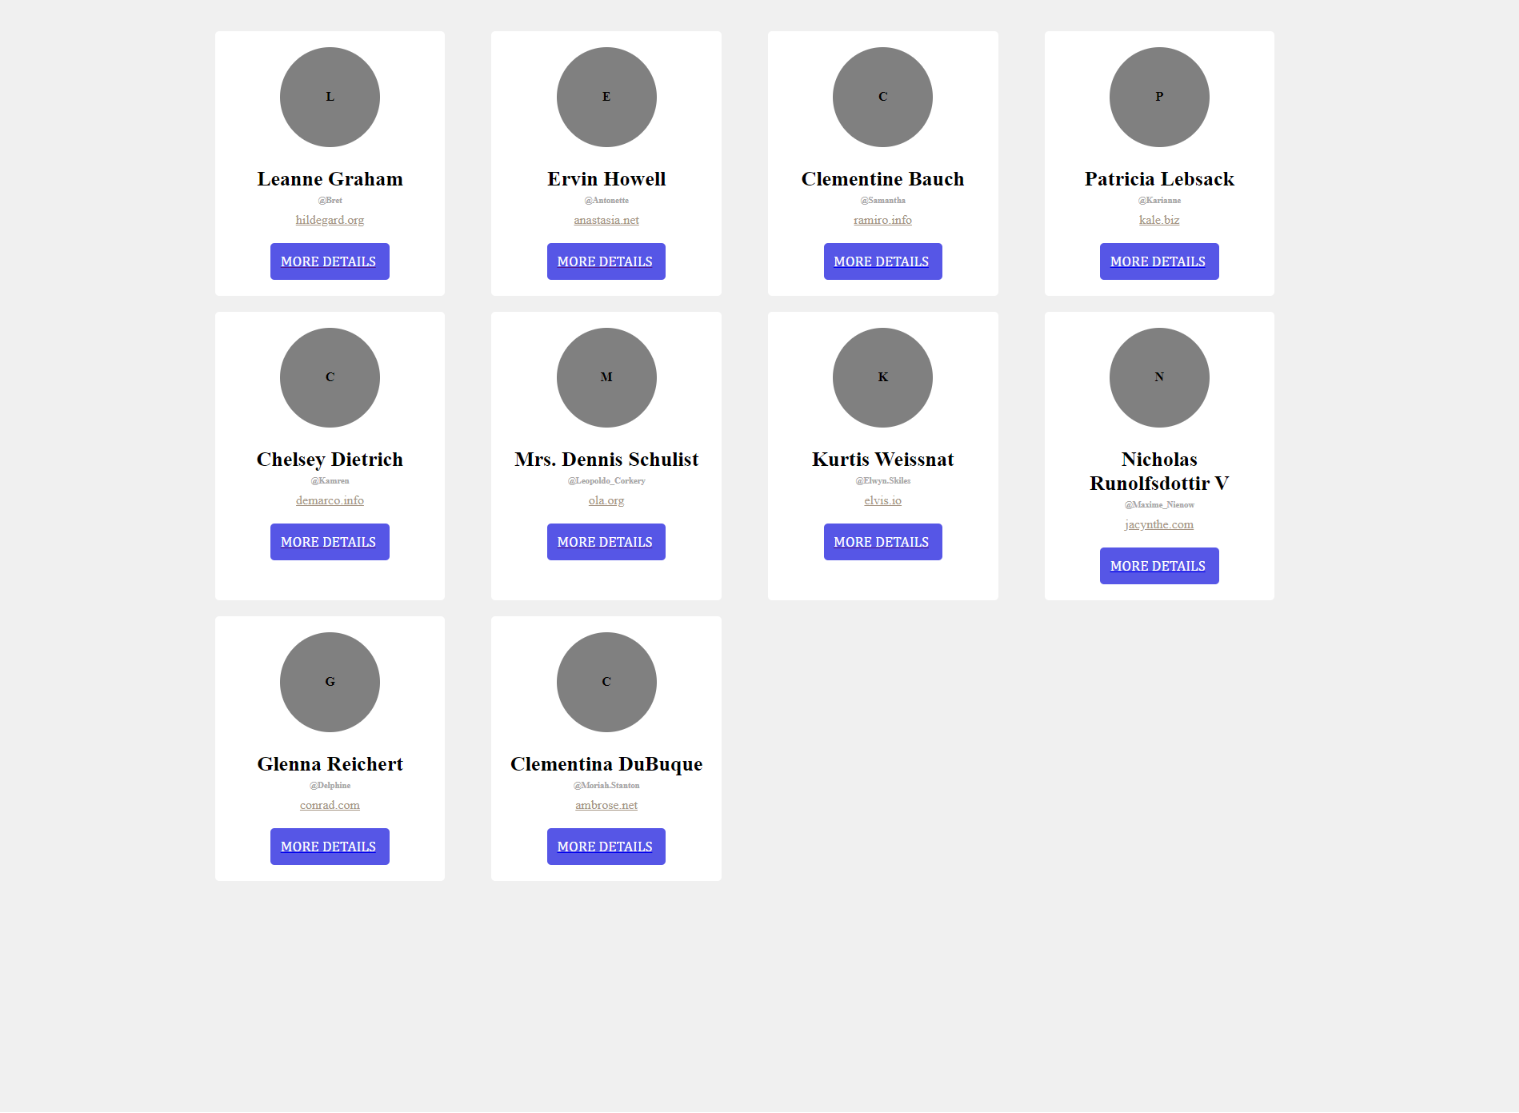 L
Leanne Graham
@Bret
hildegard.org
MORE DETAILS
E
Ervin Howell
@Antonette
anastasia.net
MORE DETAILS
C
Clementine Bauch
@Samantha
ramiro.info
MORE DETAILS
P
Patricia Lebsack
@Karianne
kale.biz
MORE DETAILS
C
Chelsey Dietrich
@Kamren
demarco.info
MORE DETAILS
M
Mrs. Dennis Schulist
@Leopoldo_Corkery
ola.org
MORE DETAILS
K
Kurtis Weissnat
@Elwyn.Skiles
elvis.io
MORE DETAILS
N
Nicholas
Runolfsdottir V
@Maxime_Nienow
jacynthe.com
MORE DETAILS
G
Glenna Reichert
@Delphine
conrad.com
MORE DETAILS
C
Clementina DuBuque
@Moriah.Stanton
ambrose.net
MORE DETAILS